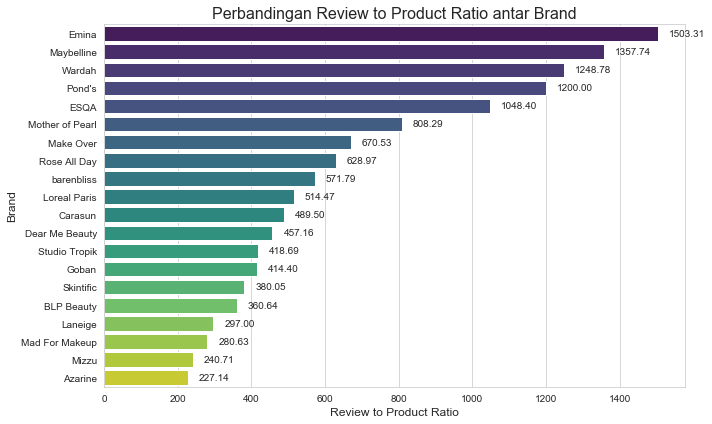 Perbandingan Review to Product Ratio antar Brand
Brand
Emina 1503.31
Maybelline 1357.74
Wardah 1248.78
Pond's 1200.00
ESQA 1048.40
Mother of Pearl 808.29
Make Over 670.53
Rose All Day 628.97
barenbliss 571.79
Loreal Paris 514.47
Carasun 489.50
Dear Me Beauty 457.16
Studio Tropik 418.69
Goban 414.40
Skintific 380.05
BLP Beauty 360.64
Laneige 297.00
Mad For Makeup 280.63
Mizzu 240.71
Azarine 227.14
0 200 400 600 800 1000 1200 1400
Review to Product Ratio